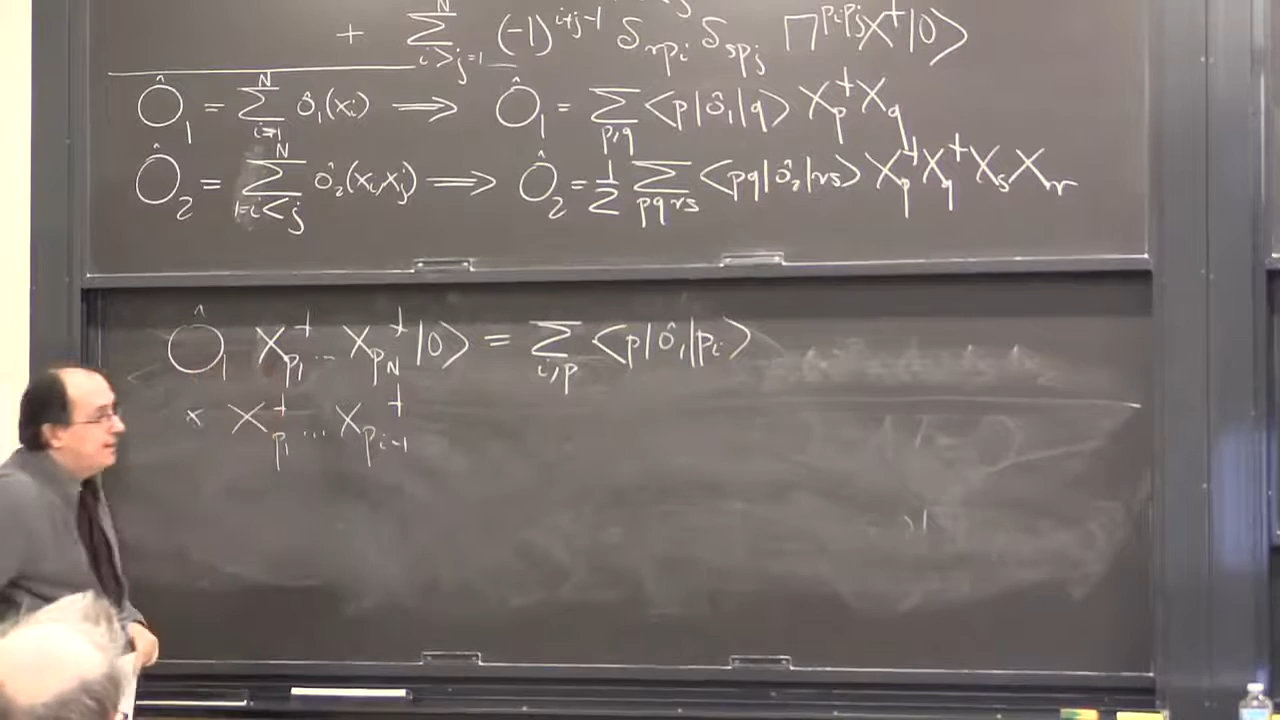 + Σ_{i>j=1}^{N} (-1)^{i+j-1} δ_{rp_i} δ_{sp_j} Π^{p_i p_j} X^† |0>
Ô_1 = Σ_{i=1}^{N} ô_1(x_i) ⟹ Ô_1 = Σ_{p,q} <p|ô_1|q> X_p^† X_q
Ô_2 = Σ_{1=i<j}^{N} ô_2(x_i x_j) ⟹ Ô_2 = 1/2 Σ_{pqrs} <pq|ô_2|rs> X_p^† X_q^† X_s X_r
Ô_1 X_{p_1}^† ... X_{p_N}^† |0> = Σ_{i,p} <p|ô_1|p_i>
× X_{p_1}^† ... X_{p_{i-1}}^†